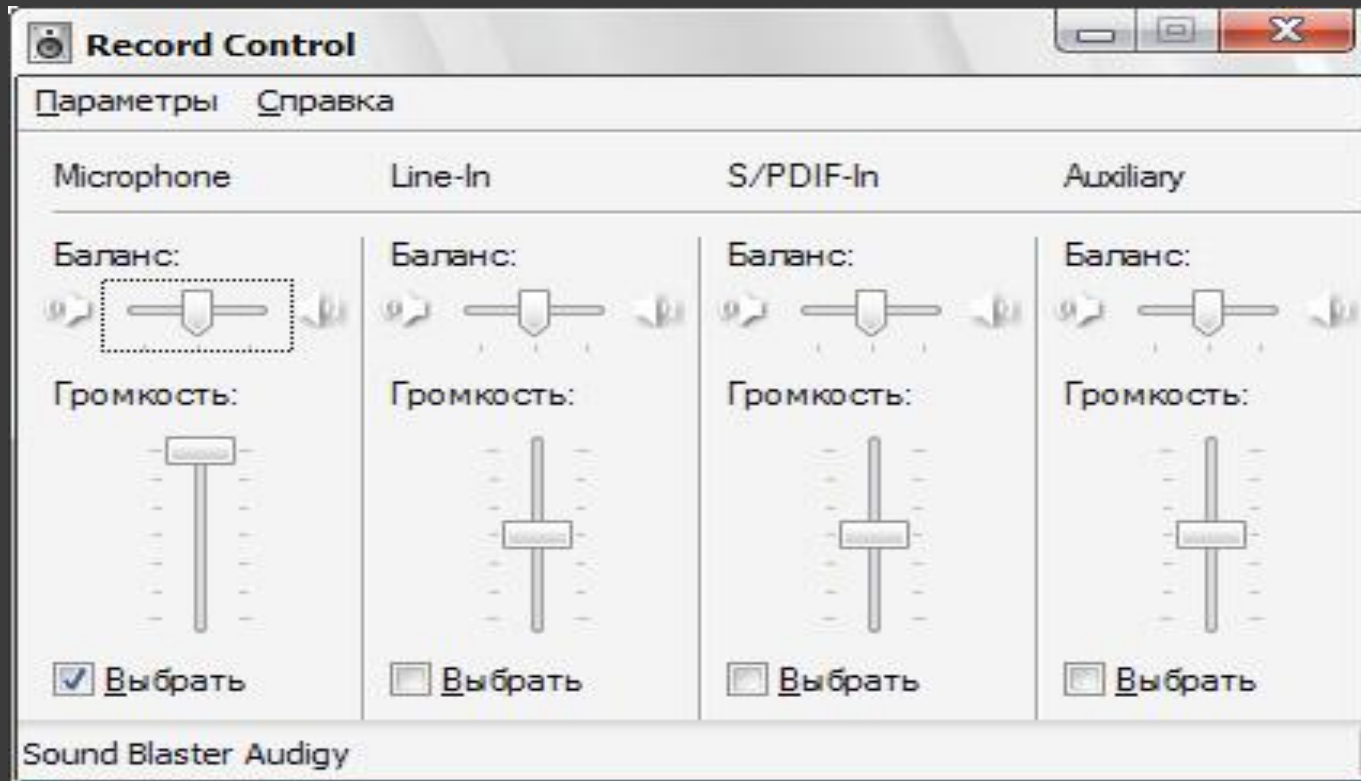 Record Control
Параметры Справка
Microphone Line-In S/PDIF-In Auxiliary
Баланс: Баланс: Баланс: Баланс:
Громкость: Громкость: Громкость: Громкость:
Выбрать Выбрать Выбрать Выбрать
Sound Blaster Audigy